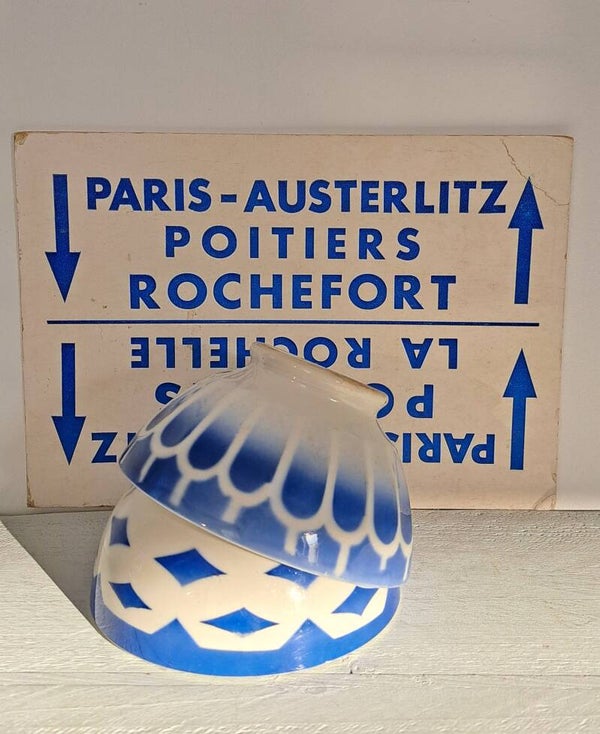 PARIS-AUSTERLITZ
POITIERS
ROCHEFORT
PARIS
LA ROCHELLE